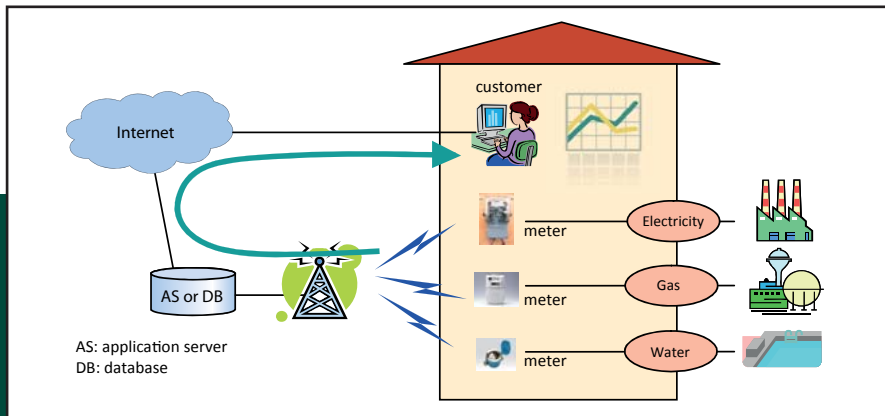 customer
Internet
meter
Electricity
AS or DB
meter
Gas
AS: application server
DB: database
meter
Water